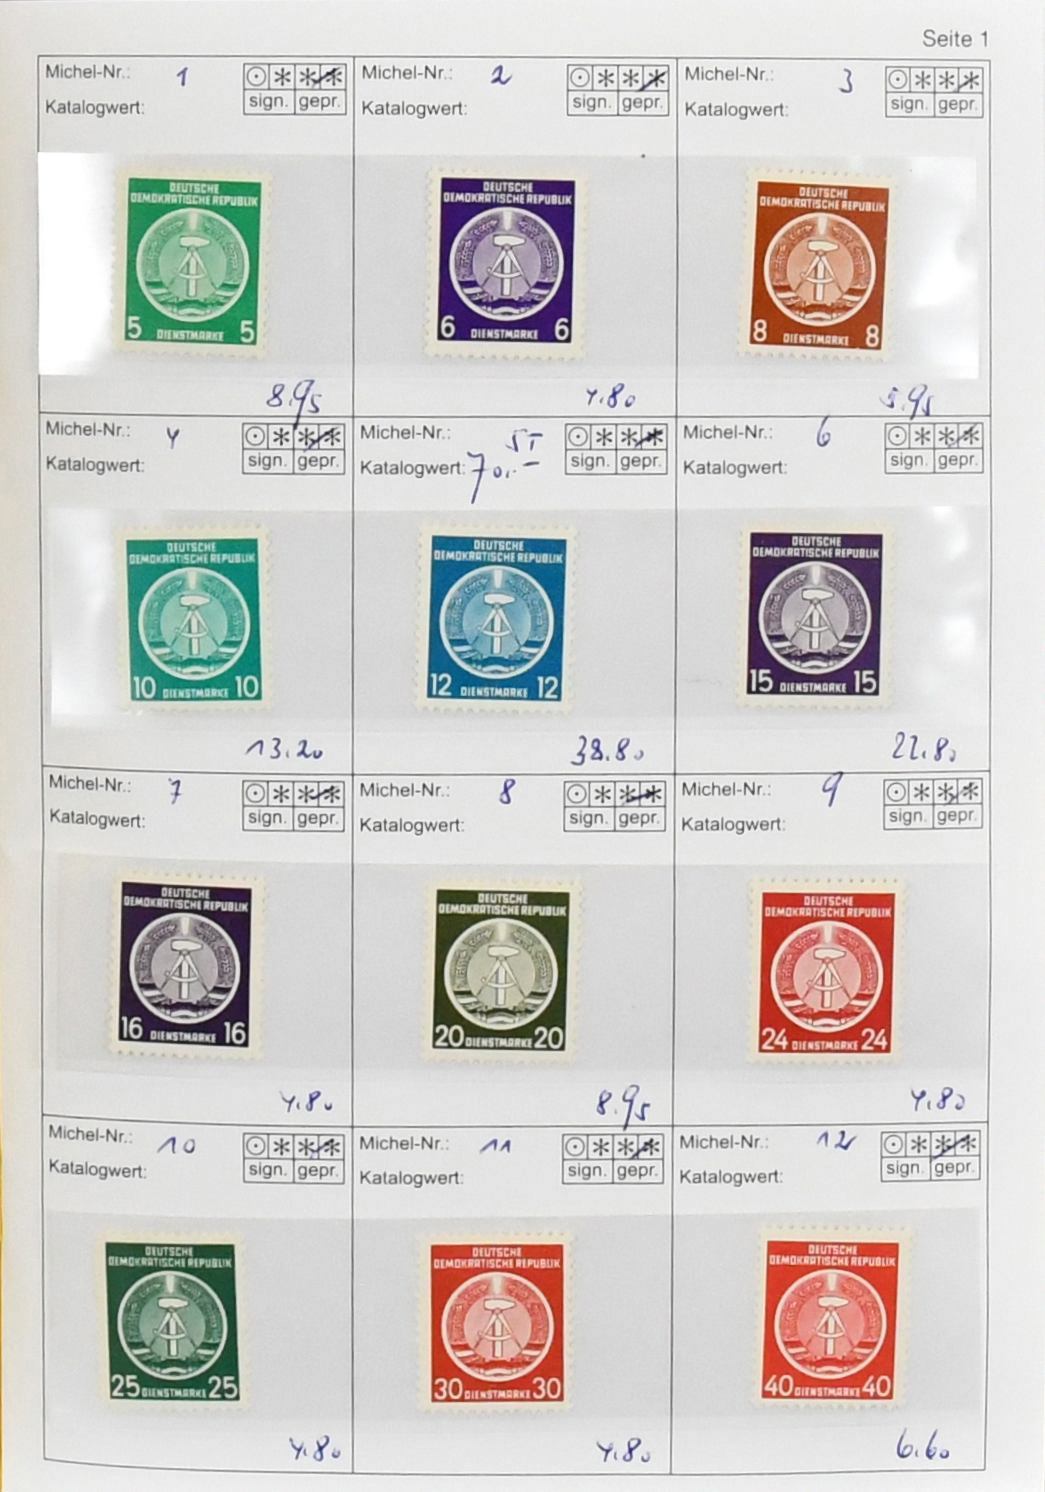 Seite 1
Michel-Nr.: 1
Katalogwert:
sign. gepr.
DEUTSCHE
DEMOKRATISCHE REPUBLIK
5 DIENSTMARKE 5
8.95
Michel-Nr.: 2
Katalogwert:
sign. gepr.
DEUTSCHE
DEMOKRATISCHE REPUBLIK
6 DIENSTMARKE 6
4.80
Michel-Nr.: 3
Katalogwert:
sign. gepr.
DEUTSCHE
DEMOKRATISCHE REPUBLIK
8 DIENSTMARKE 8
5.95
Michel-Nr.: 4
Katalogwert:
sign. gepr.
DEUTSCHE
DEMOKRATISCHE REPUBLIK
10 DIENSTMARKE 10
13.20
Michel-Nr.: 5I
Katalogwert: 70.-
sign. gepr.
DEUTSCHE
DEMOKRATISCHE REPUBLIK
12 DIENSTMARKE 12
38.80
Michel-Nr.: 6
Katalogwert:
sign. gepr.
DEUTSCHE
DEMOKRATISCHE REPUBLIK
15 DIENSTMARKE 15
22.80
Michel-Nr.: 7
Katalogwert:
sign. gepr.
DEUTSCHE
DEMOKRATISCHE REPUBLIK
16 DIENSTMARKE 16
4.80
Michel-Nr.: 8
Katalogwert:
sign. gepr.
DEUTSCHE
DEMOKRATISCHE REPUBLIK
20 DIENSTMARKE 20
8.95
Michel-Nr.: 9
Katalogwert:
sign. gepr.
DEUTSCHE
DEMOKRATISCHE REPUBLIK
24 DIENSTMARKE 24
4.80
Michel-Nr.: 10
Katalogwert:
sign. gepr.
DEUTSCHE
DEMOKRATISCHE REPUBLIK
25 DIENSTMARKE 25
4.80
Michel-Nr.: 11
Katalogwert:
sign. gepr.
DEUTSCHE
DEMOKRATISCHE REPUBLIK
30 DIENSTMARKE 30
4.80
Michel-Nr.: 12
Katalogwert:
sign. gepr.
DEUTSCHE
DEMOKRATISCHE REPUBLIK
40 DIENSTMARKE 40
6.60